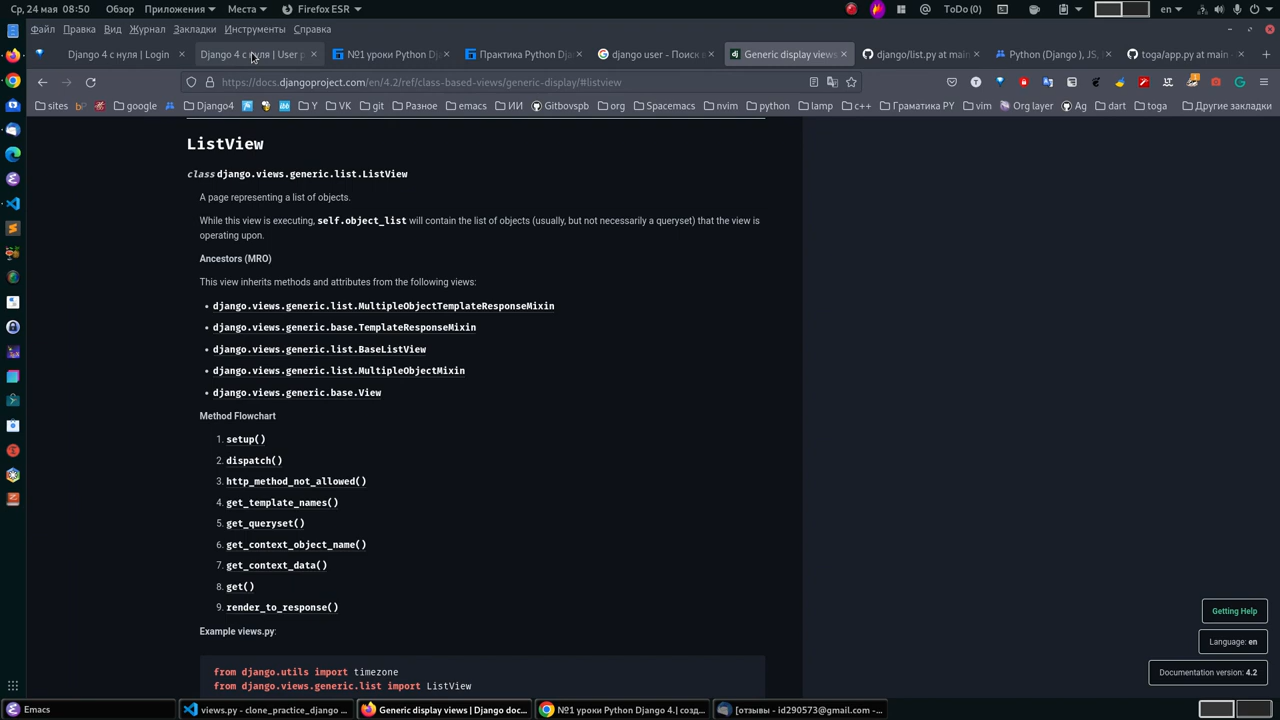 Ср, 24 мая 08:50 Обзор Приложения Места Firefox ESR ToDo() en
Файл Правка Вид Журнал Закладки Инструменты Справка
Django 4 с нуля | Login Django 4 с нуля | User p №1 уроки Python Dj Практика Python Dj django user - Поиск Generic display views django/list.py at main Python (Django ), JS, toga/app.py at main
https://docs.djangoproject.com/en/4.2/ref/class-based-views/generic-display/#listview
sites google Django4 Y VK git Разное emacs ИИ Gitbovspb org Spacemacs nvim python lamp c++ Граматика PY vim Org layer Ag dart toga Другие закладки
ListView
class django.views.generic.list.ListView
A page representing a list of objects.
While this view is executing, self.object_list will contain the list of objects (usually, but not necessarily a queryset) that the view is
operating upon.
Ancestors (MRO)
This view inherits methods and attributes from the following views:
• django.views.generic.list.MultipleObjectTemplateResponseMixin
• django.views.generic.base.TemplateResponseMixin
• django.views.generic.list.BaseListView
• django.views.generic.list.MultipleObjectMixin
• django.views.generic.base.View
Method Flowchart
1. setup()
2. dispatch()
3. http_method_not_allowed()
4. get_template_names()
5. get_queryset()
6. get_context_object_name()
7. get_context_data()
8. get()
9. render_to_response()
Example views.py:
from django.utils import timezone
from django.views.generic.list import ListView
Getting Help
Language: en
Documentation version: 4.2
Emacs views.py - clone_practice_django ... Generic display views | Django doc... №1 уроки Python Django 4.| созд... [отзывы - id290573@gmail.com -...